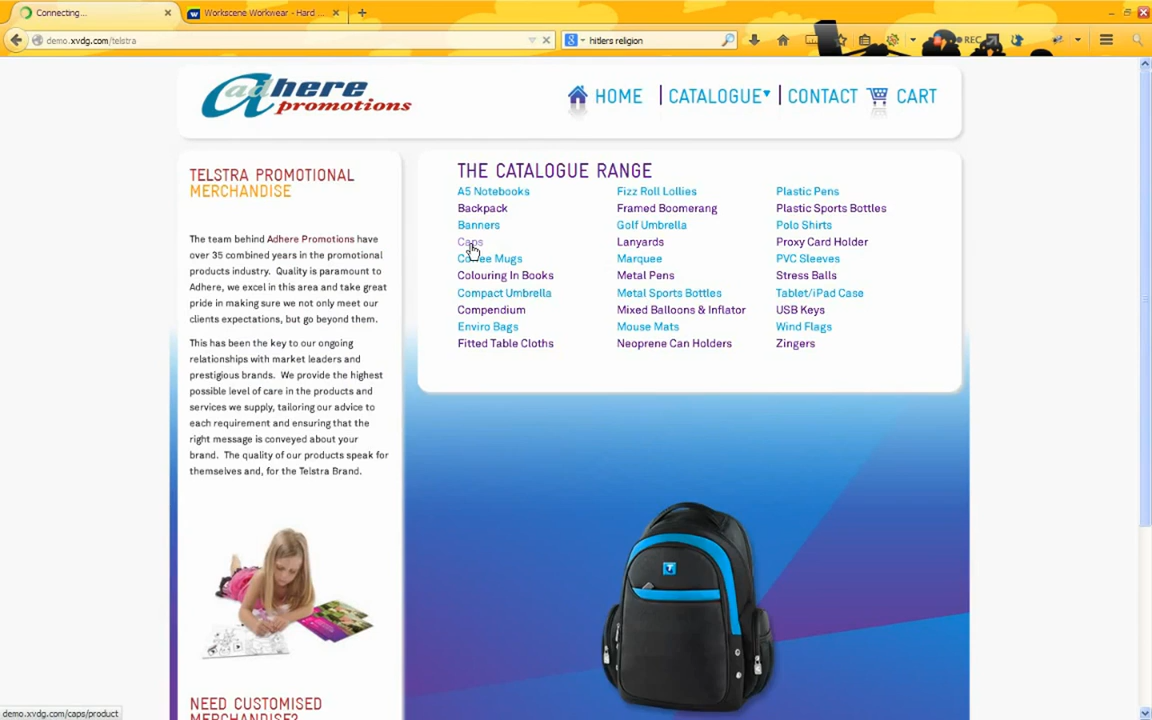 Connecting...
Workscene Workwear - Hard ...
demo.xvdg.com/telstra
hitlers religion
REC
adhere promotions
HOME
CATALOGUE
CONTACT
CART
TELSTRA PROMOTIONAL
MERCHANDISE
The team behind Adhere Promotions have
over 35 combined years in the promotional
products industry. Quality is paramount to
Adhere, we excel in this area and take great
pride in making sure we not only meet our
clients expectations, but go beyond them.
This has been the key to our ongoing
relationships with market leaders and
prestigious brands. We provide the highest
possible level of care in the products and
services we supply, tailoring our advice to
each requirement and ensuring that the
right message is conveyed about your
brand. The quality of our products speak for
themselves and, for the Telstra Brand.
NEED CUSTOMISED
MERCHANDISE?
THE CATALOGUE RANGE
A5 Notebooks
Backpack
Banners
Caps
Coffee Mugs
Colouring In Books
Compact Umbrella
Compendium
Enviro Bags
Fitted Table Cloths
Fizz Roll Lollies
Framed Boomerang
Golf Umbrella
Lanyards
Marquee
Metal Pens
Metal Sports Bottles
Mixed Balloons & Inflator
Mouse Mats
Neoprene Can Holders
Plastic Pens
Plastic Sports Bottles
Polo Shirts
Proxy Card Holder
PVC Sleeves
Stress Balls
Tablet/iPad Case
USB Keys
Wind Flags
Zingers
T
demo.xvdg.com/caps/product